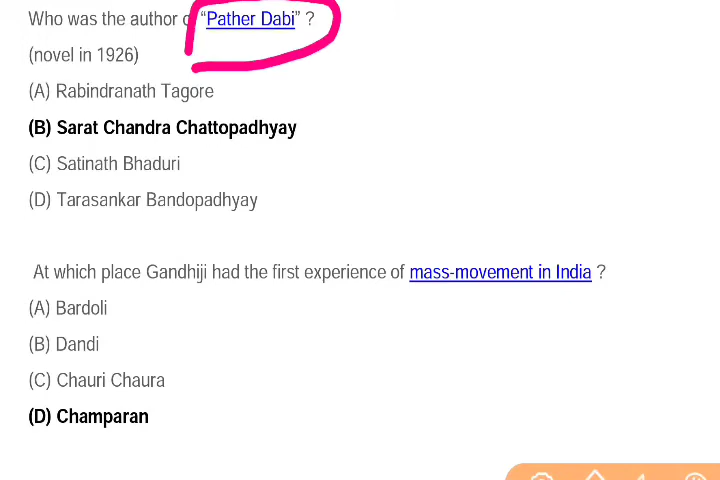 Who was the author of “Pather Dabi” ?
(novel in 1926)
(A) Rabindranath Tagore
(B) Sarat Chandra Chattopadhyay
(C) Satinath Bhaduri
(D) Tarasankar Bandopadhyay
At which place Gandhiji had the first experience of mass-movement in India ?
(A) Bardoli
(B) Dandi
(C) Chauri Chaura
(D) Champaran